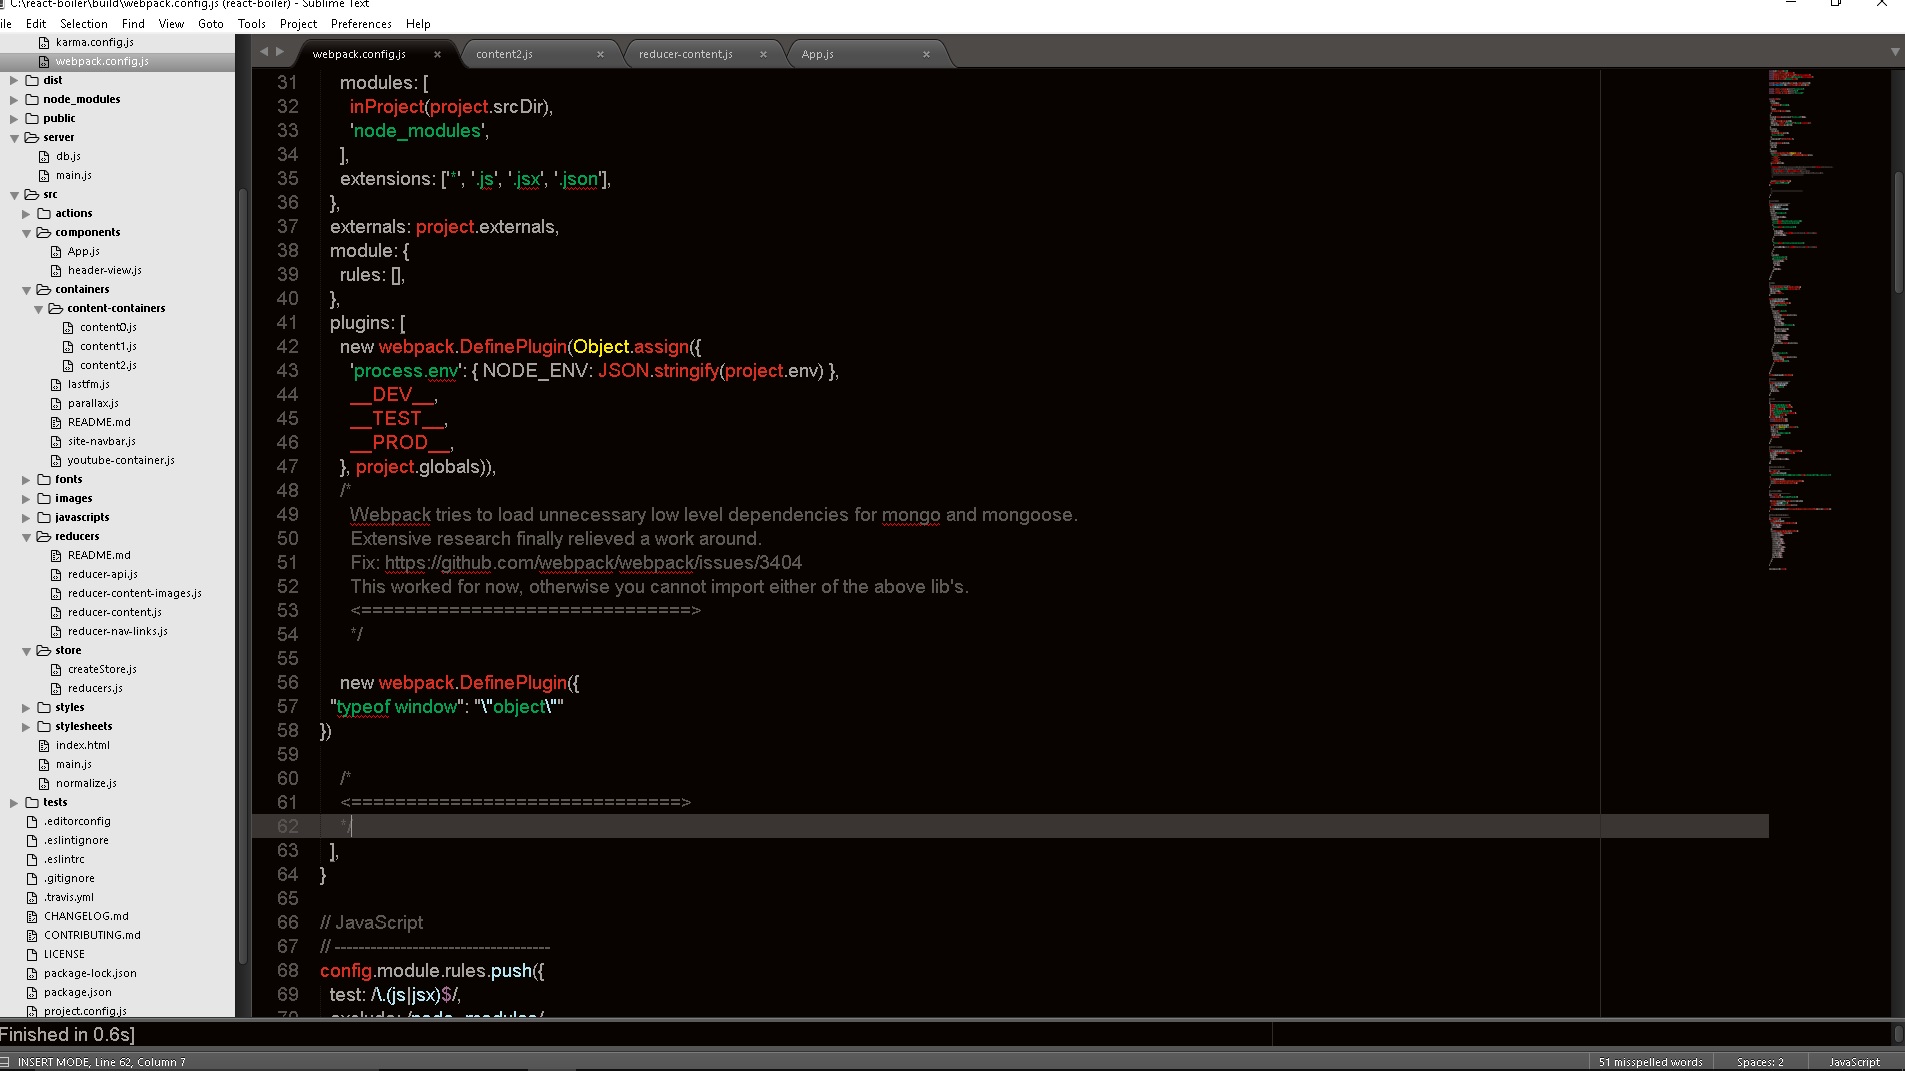 C:\react-boiler\build\webpack.config.js (react-boiler) - Sublime Text
ile Edit Selection Find View Goto Tools Project Preferences Help
karma.config.js
webpack.config.js
dist
node_modules
public
server
db.js
main.js
src
actions
components
App.js
header-view.js
containers
content-containers
content0.js
content1.js
content2.js
lastfm.js
parallax.js
README.md
site-navbar.js
youtube-container.js
fonts
images
javascripts
reducers
README.md
reducer-api.js
reducer-content-images.js
reducer-content.js
reducer-nav-links.js
store
createStore.js
reducers.js
styles
stylesheets
index.html
main.js
normalize.js
tests
.editorconfig
.eslintignore
.eslintrc
.gitignore
.travis.yml
CHANGELOG.md
CONTRIBUTING.md
LICENSE
package-lock.json
package.json
project.config.js
webpack.config.js × content2.js × reducer-content.js × App.js ×
31 modules: [
32 inProject(project.srcDir),
33 'node_modules',
34 ],
35 extensions: ['*', '.js', '.jsx', '.json'],
36 },
37 externals: project.externals,
38 module: {
39 rules: [],
40 },
41 plugins: [
42 new webpack.DefinePlugin(Object.assign({
43 'process.env': { NODE_ENV: JSON.stringify(project.env) },
44 __DEV__,
45 __TEST__,
46 __PROD__,
47 }, project.globals)),
48 /*
49 Webpack tries to load unnecessary low level dependencies for mongo and mongoose.
50 Extensive research finally relieved a work around.
51 Fix: https://github.com/webpack/webpack/issues/3404
52 This worked for now, otherwise you cannot import either of the above lib's.
53 <==============================>
54 */
55
56 new webpack.DefinePlugin({
57 "typeof window": "\"object\""
58 })
59
60 /*
61 <==============================>
62 */
63 ],
64 }
65
66 // JavaScript
67 // ------------------------------------
68 config.module.rules.push({
69 test: /\.(js|jsx)$/,
70 exclude: /node_modules/
Finished in 0.6s]
INSERT MODE, Line 62, Column 7 51 misspelled words Spaces: 2 JavaScript